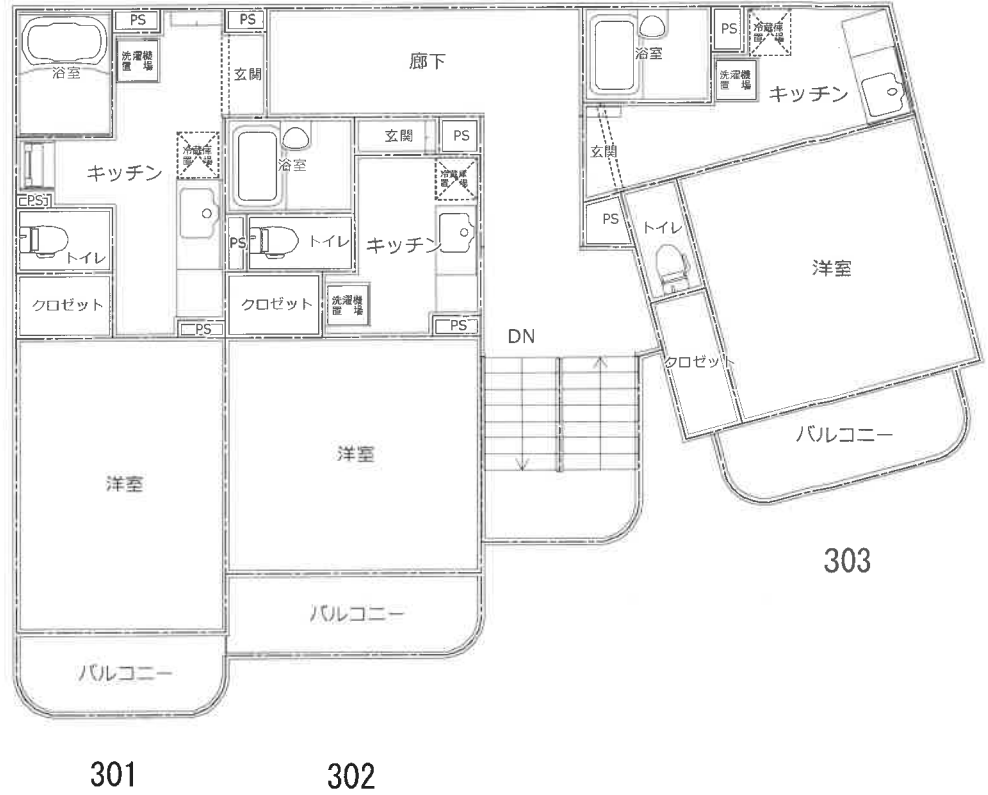 浴室
PS
洗濯機
置 場
PS
玄関
廊下
浴室
PS
冷蔵庫
置 場
洗濯機
置 場
キッチン
玄関
PS
トイレ
洋室
クロゼット
バルコニー
303
キッチン
冷蔵庫
置 場
PS
トイレ
クロゼット
PS
洋室
バルコニー
301
浴室
玄関
PS
冷蔵庫
置 場
キッチン
PS
トイレ
クロゼット
洗濯機
置 場
PS
洋室
バルコニー
302
DN